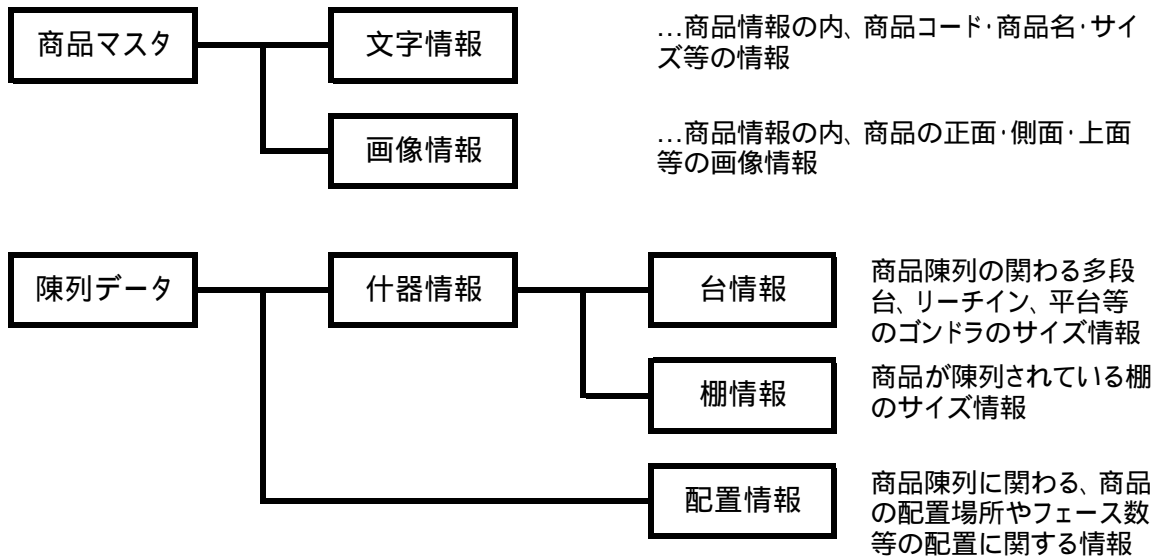 商品マスタ
文字情報
…商品情報の内、商品コード･商品名･サイ
ズ等の情報
画像情報
…商品情報の内、商品の正面･側面･上面
等の画像情報
陳列データ
什器情報
台情報
商品陳列の関わる多段
台、リーチイン、平台等
のゴンドラのサイズ情報
棚情報
商品が陳列されている棚
のサイズ情報
配置情報
商品陳列に関わる、商品
の配置場所やフェース数
等の配置に関する情報